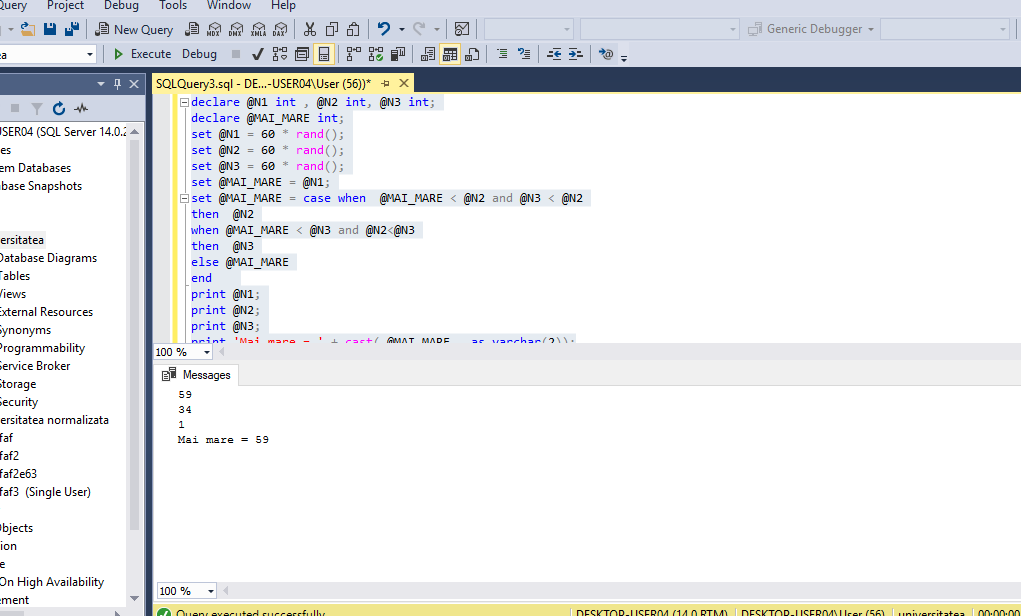 Query Project Debug Tools Window Help
New Query MDX DMX XMLA DAX Generic Debugger
Execute Debug
SQLQuery3.sql - DE...-USER04\User (56))*
declare @N1 int , @N2 int, @N3 int;
declare @MAI_MARE int;
set @N1 = 60 * rand();
set @N2 = 60 * rand();
set @N3 = 60 * rand();
set @MAI_MARE = @N1;
set @MAI_MARE = case when  @MAI_MARE < @N2 and @N3 < @N2
then  @N2
when @MAI_MARE < @N3 and @N2<@N3
then  @N3
else @MAI_MARE
end
print @N1;
print @N2;
print @N3;
print 'Mai mare = ' + cast( @MAI_MARE  as varchar(2));
100 %
Messages
59
34
1
Mai mare = 59
100 %
Query executed successfully.
DESKTOP-USER04 (14.0 RTM) DESKTOP-USER04\User (56) universitatea 00:00:00
USER04 (SQL Server 14.0.2
es
em Databases
abase Snapshots
ersitatea
Database Diagrams
Tables
Views
External Resources
Synonyms
Programmability
Service Broker
Storage
Security
ersitatea normalizata
faf
faf2
faf2e63
faf3 (Single User)
Objects
ion
e
On High Availability
ement